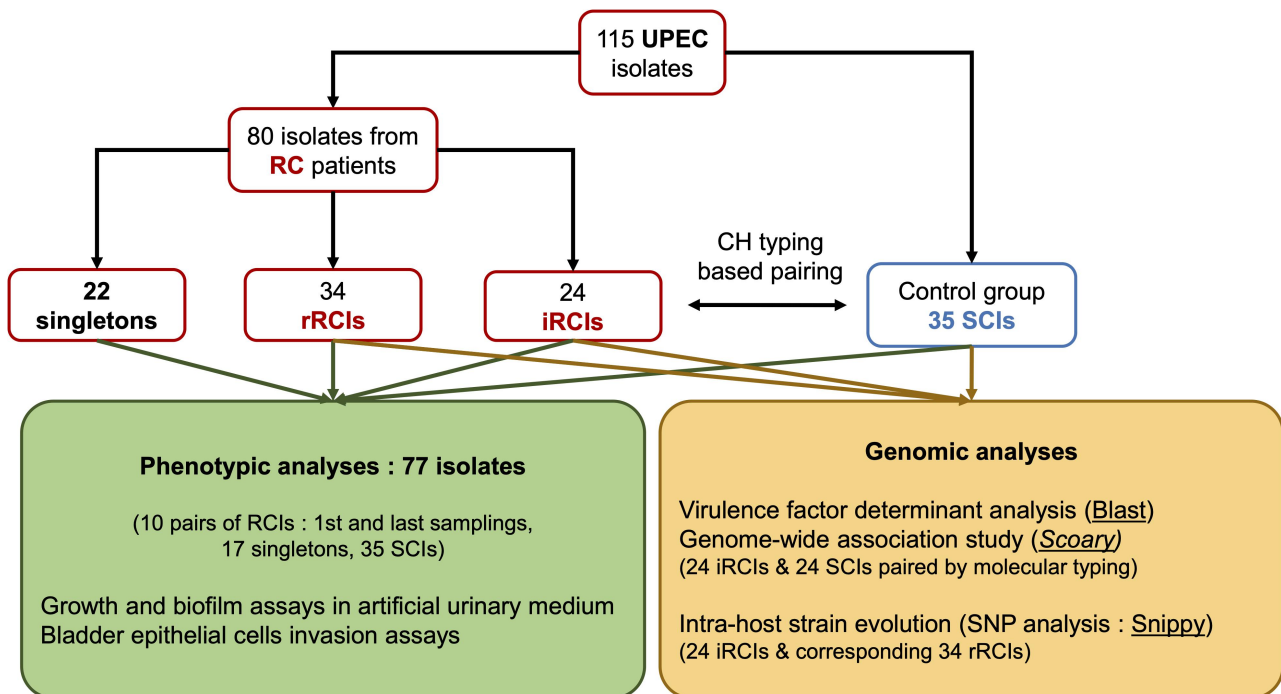 115 UPEC
isolates
80 isolates from
RC patients
CH typing
based pairing
22
singletons
34
rRCIs
24
iRCIs
Control group
35 SCIs
Phenotypic analyses : 77 isolates
(10 pairs of RCIs : 1st and last samplings,
17 singletons, 35 SCIs)
Growth and biofilm assays in artificial urinary medium
Bladder epithelial cells invasion assays
Genomic analyses
Virulence factor determinant analysis (Blast)
Genome-wide association study (Scoary)
(24 iRCIs & 24 SCIs paired by molecular typing)
Intra-host strain evolution (SNP analysis : Snippy)
(24 iRCIs & corresponding 34 rRCIs)